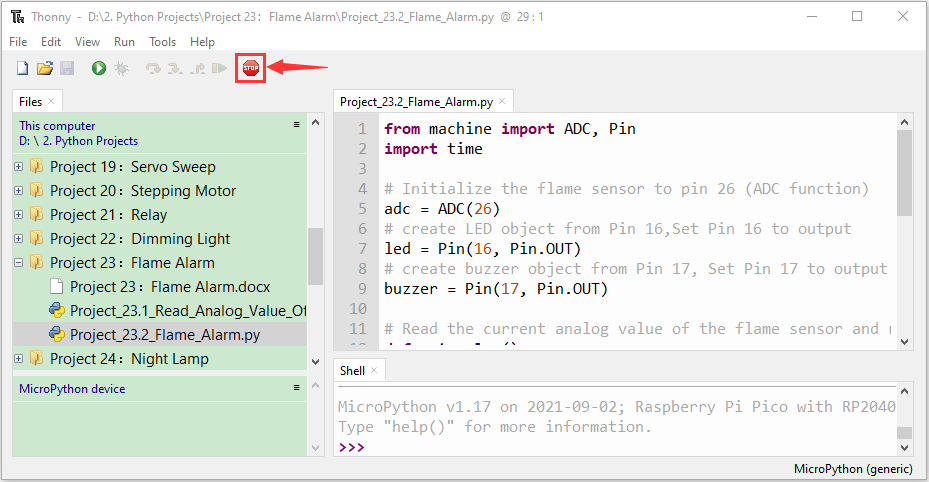 Thonny - D:\2. Python Projects\Project 23： Flame Alarm\Project_23.2_Flame_Alarm.py @ 29 : 1
File Edit View Run Tools Help
STOP
Files
This computer
D: \ 2. Python Projects
Project 19：Servo Sweep
Project 20：Stepping Motor
Project 21：Relay
Project 22：Dimming Light
Project 23：Flame Alarm
Project 23：Flame Alarm.docx
Project_23.1_Read_Analog_Value_Of
Project_23.2_Flame_Alarm.py
Project 24：Night Lamp
MicroPython device
Project_23.2_Flame_Alarm.py
1 from machine import ADC, Pin
2 import time
3
4 # Initialize the flame sensor to pin 26 (ADC function)
5 adc = ADC(26)
6 # create LED object from Pin 16,Set Pin 16 to output
7 led = Pin(16, Pin.OUT)
8 # create buzzer object from Pin 17, Set Pin 17 to output
9 buzzer = Pin(17, Pin.OUT)
10
11 # Read the current analog value of the flame sensor and
Shell
MicroPython v1.17 on 2021-09-02; Raspberry Pi Pico with RP2040
Type "help()" for more information.
>>>
MicroPython (generic)